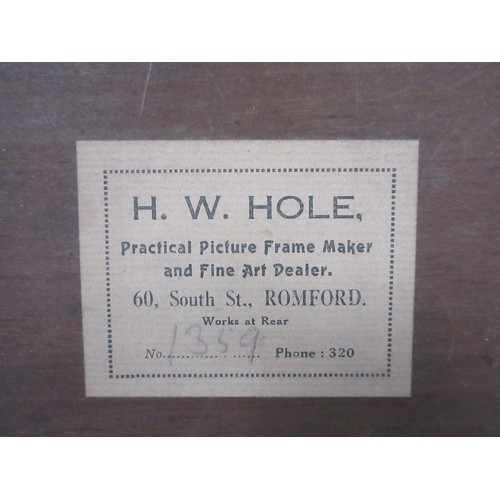 H. W. HOLE,
Practical Picture Frame Maker
and Fine Art Dealer.
60, South St., ROMFORD.
Works at Rear
No. 1359 Phone : 320